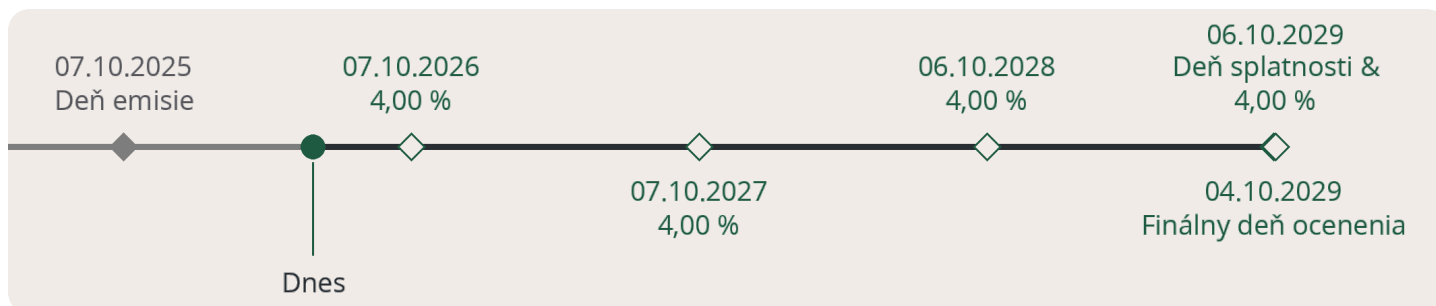 07.10.2025
Deň emisie
07.10.2026
4,00 %
07.10.2027
4,00 %
06.10.2028
4,00 %
06.10.2029
Deň splatnosti &
4,00 %
04.10.2029
Finálny deň ocenenia
Dnes